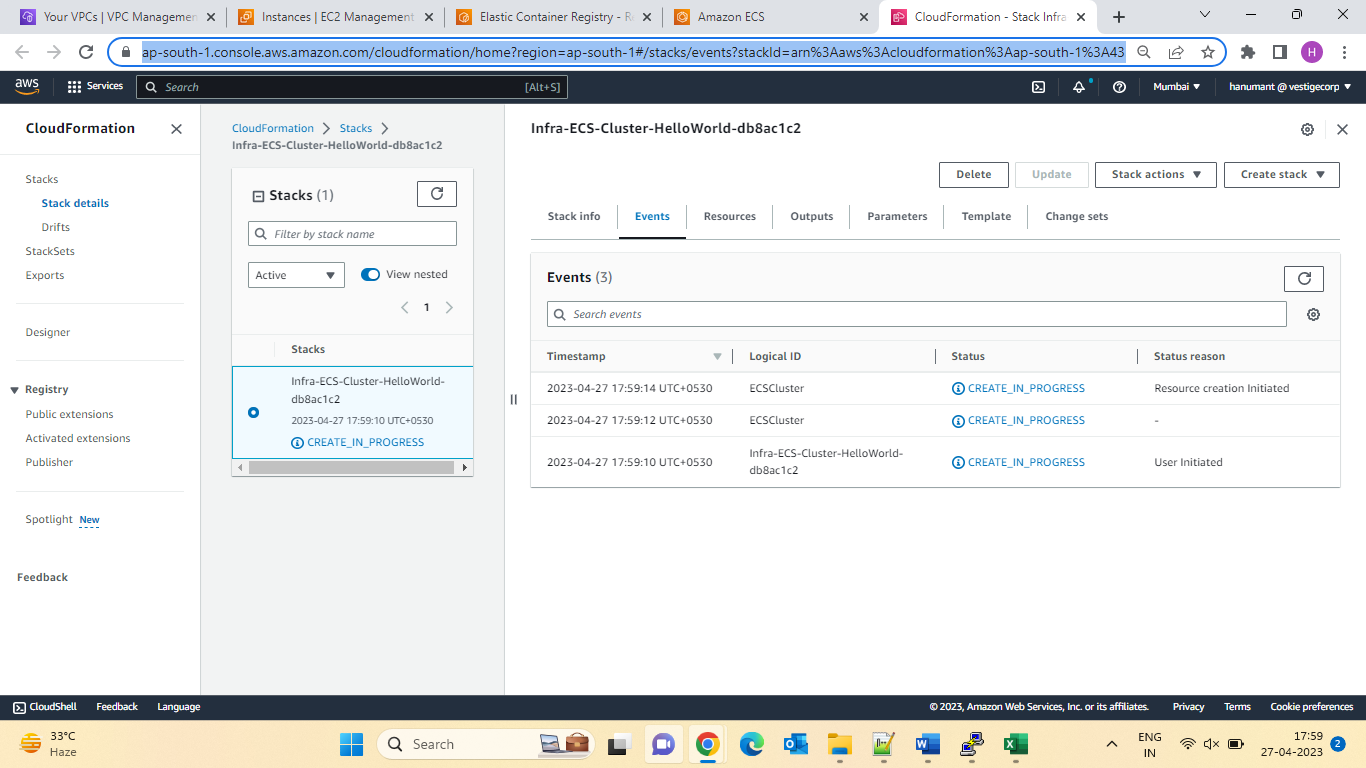 Your VPCs | VPC Managemen
Instances | EC2 Management
Elastic Container Registry - R
Amazon ECS
CloudFormation - Stack Infra
ap-south-1.console.aws.amazon.com/cloudformation/home?region=ap-south-1#/stacks/events?stackId=arn%3Aaws%3Acloudformation%3Aap-south-1%3A43
H
aws
Services
Search
[Alt+S]
Mumbai
hanumant @ vestigecorp
CloudFormation
Stacks
Stack details
Drifts
StackSets
Exports
Designer
Registry
Public extensions
Activated extensions
Publisher
Spotlight New
Feedback
CloudFormation
Stacks
Infra-ECS-Cluster-HelloWorld-db8ac1c2
Stacks (1)
Filter by stack name
Active
View nested
1
Stacks
Infra-ECS-Cluster-HelloWorld-
db8ac1c2
2023-04-27 17:59:10 UTC+0530
CREATE_IN_PROGRESS
Infra-ECS-Cluster-HelloWorld-db8ac1c2
Delete
Update
Stack actions
Create stack
Stack info
Events
Resources
Outputs
Parameters
Template
Change sets
Events (3)
Search events
Timestamp Logical ID Status Status reason
2023-04-27 17:59:14 UTC+0530 ECSCluster CREATE_IN_PROGRESS Resource creation Initiated
2023-04-27 17:59:12 UTC+0530 ECSCluster CREATE_IN_PROGRESS -
2023-04-27 17:59:10 UTC+0530 Infra-ECS-Cluster-HelloWorld- CREATE_IN_PROGRESS User Initiated
db8ac1c2
CloudShell
Feedback
Language
© 2023, Amazon Web Services, Inc. or its affiliates.
Privacy
Terms
Cookie preferences
33°C
Haze
Search
ENG
IN
17:59
27-04-2023
2